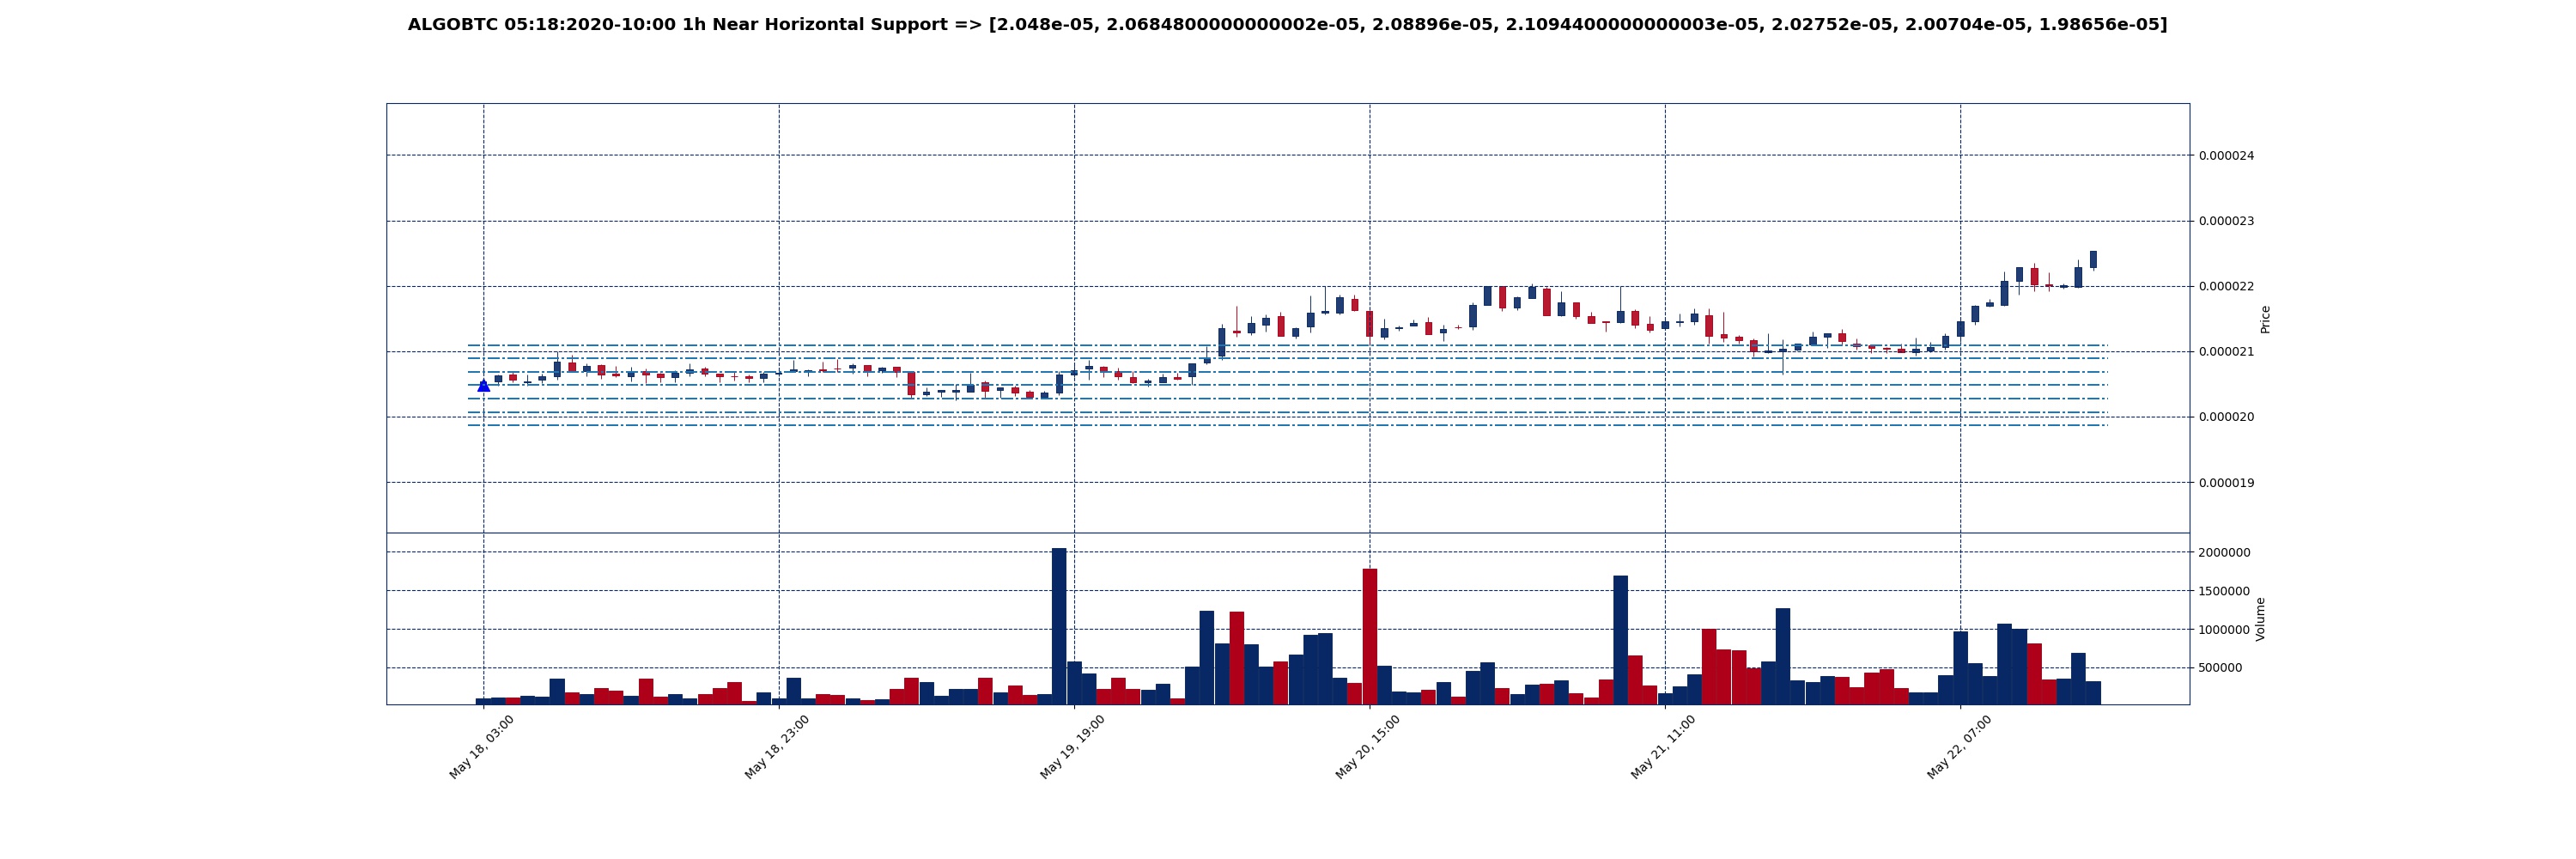 ALGOBTC 05:18:2020-10:00 1h Near Horizontal Support => [2.048e-05, 2.0684800000000002e-05, 2.08896e-05, 2.1094400000000003e-05, 2.02752e-05, 2.00704e-05, 1.98656e-05]
0.000024
0.000023
0.000022
0.000021
0.000020
0.000019
Price
2000000
1500000
1000000
500000
Volume
May 18, 03:00
May 18, 23:00
May 19, 19:00
May 20, 15:00
May 21, 11:00
May 22, 07:00